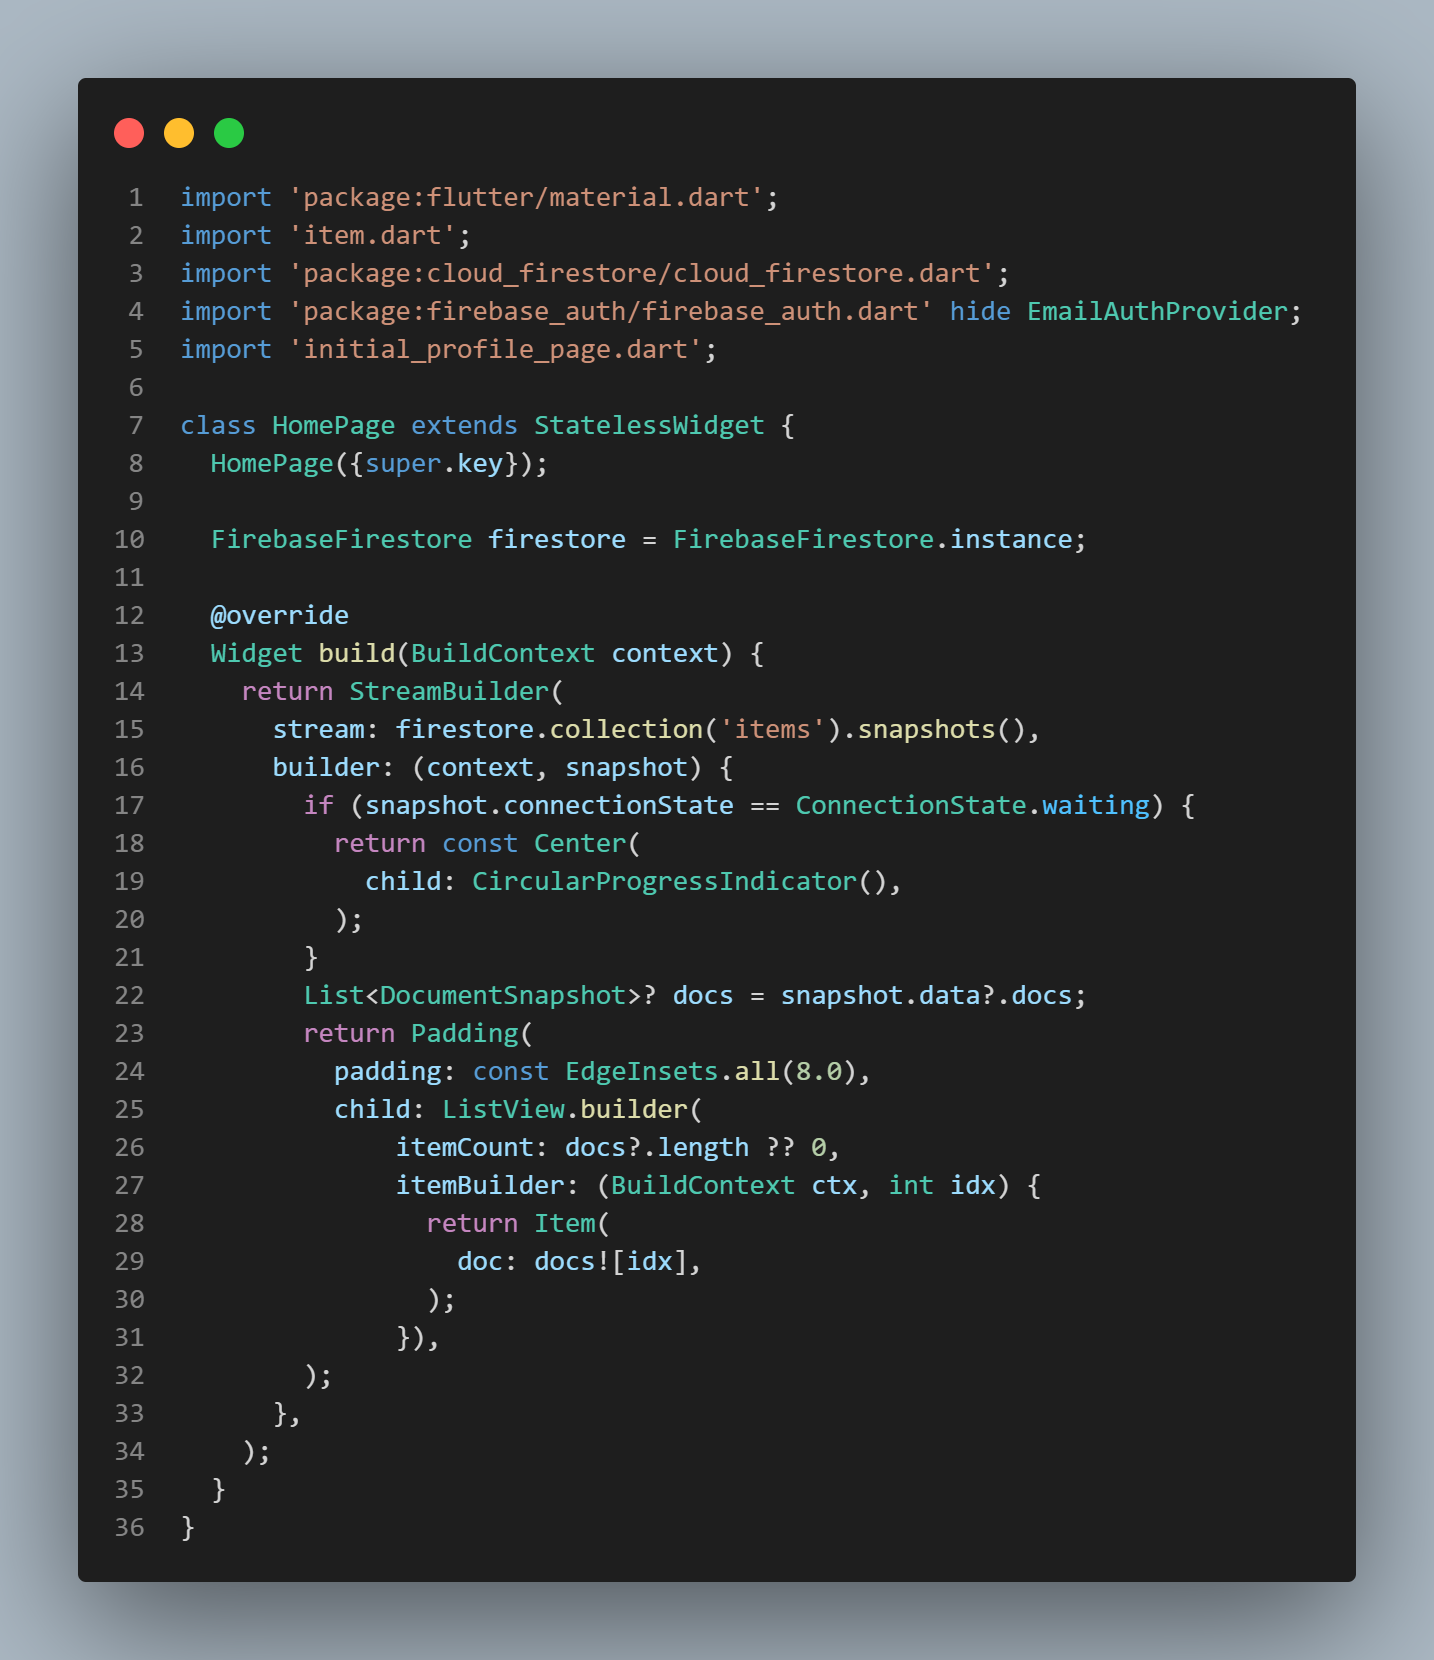 1 import 'package:flutter/material.dart';
2 import 'item.dart';
3 import 'package:cloud_firestore/cloud_firestore.dart';
4 import 'package:firebase_auth/firebase_auth.dart' hide EmailAuthProvider;
5 import 'initial_profile_page.dart';
6
7 class HomePage extends StatelessWidget {
8   HomePage({super.key});
9
10   FirebaseFirestore firestore = FirebaseFirestore.instance;
11
12   @override
13   Widget build(BuildContext context) {
14     return StreamBuilder(
15       stream: firestore.collection('items').snapshots(),
16       builder: (context, snapshot) {
17         if (snapshot.connectionState == ConnectionState.waiting) {
18           return const Center(
19             child: CircularProgressIndicator(),
20           );
21         }
22         List<DocumentSnapshot>? docs = snapshot.data?.docs;
23         return Padding(
24           padding: const EdgeInsets.all(8.0),
25           child: ListView.builder(
26               itemCount: docs?.length ?? 0,
27               itemBuilder: (BuildContext ctx, int idx) {
28                 return Item(
29                   doc: docs![idx],
30                 );
31               }),
32         );
33       },
34     );
35   }
36 }